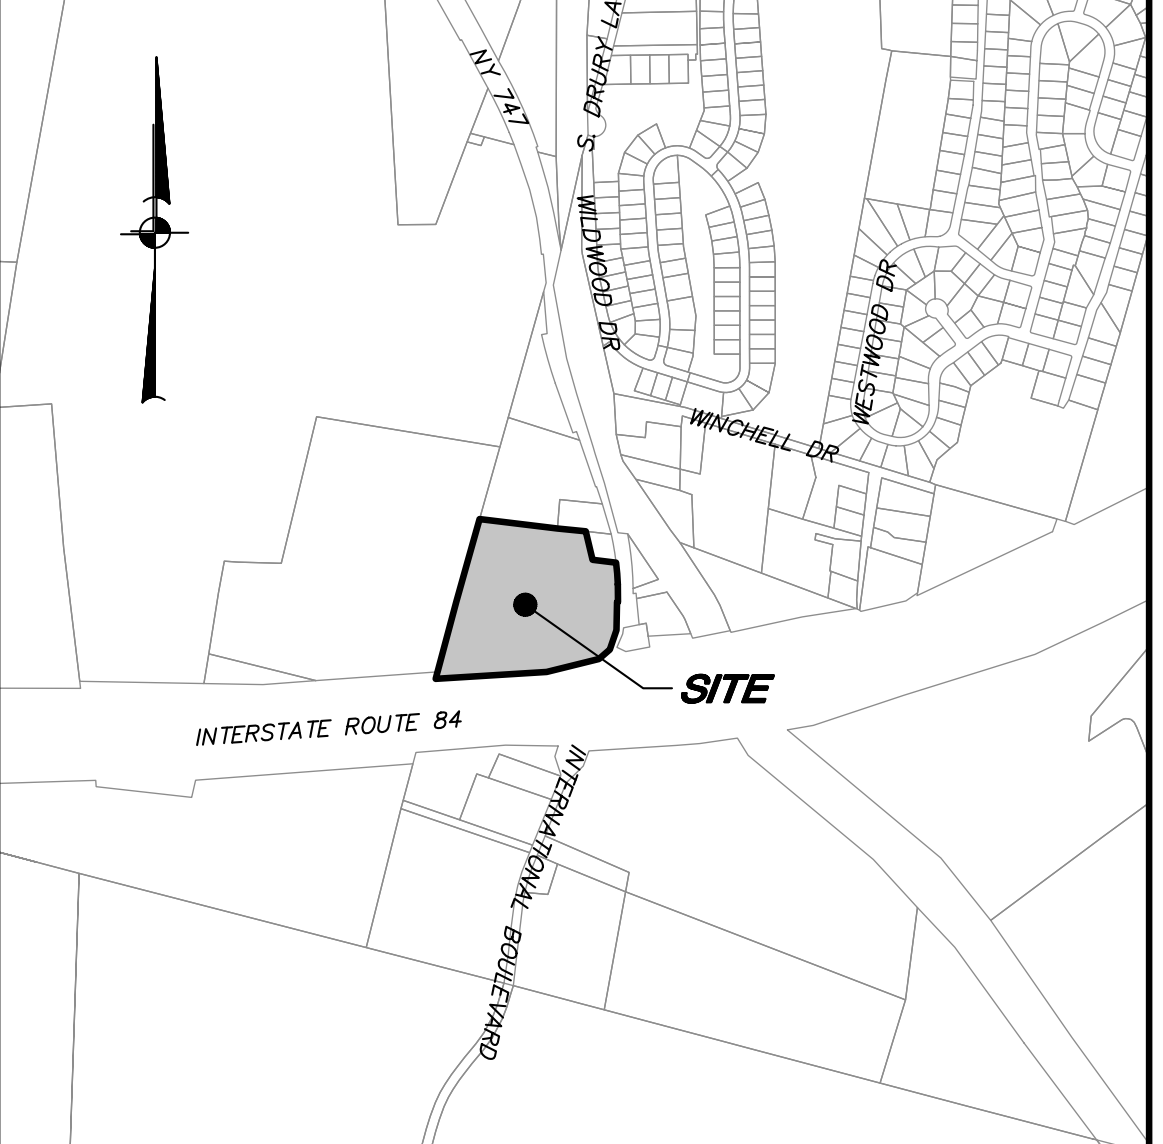 NY 747
S. DRURY LA
WILDWOOD DR
WESTWOOD DR
WINCHELL DR
SITE
INTERSTATE ROUTE 84
INTERNATIONAL BOULEVARD